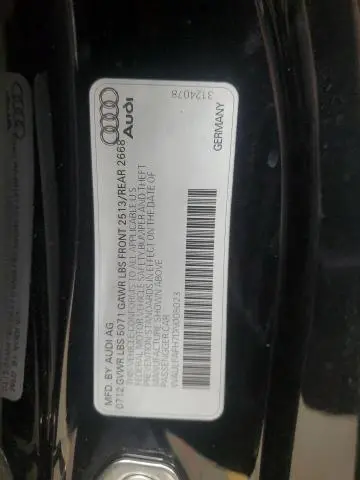 MFD. BY AUDI AG
07.12 GVWR LBS 5071 GAWR LBS FRONT 2513/REAR 2668
THIS VEHICLE CONFORMS TO ALL APPLICABLE U.S.
FEDERAL MOTOR VEHICLE SAFETY BUMPER AND THEFT
PREVENTION STANDARDS IN EFFECT ON THE DATE OF
MANUFACTURE SHOWN ABOVE
PASSENGER CAR
Audi
3124078
GERMANY